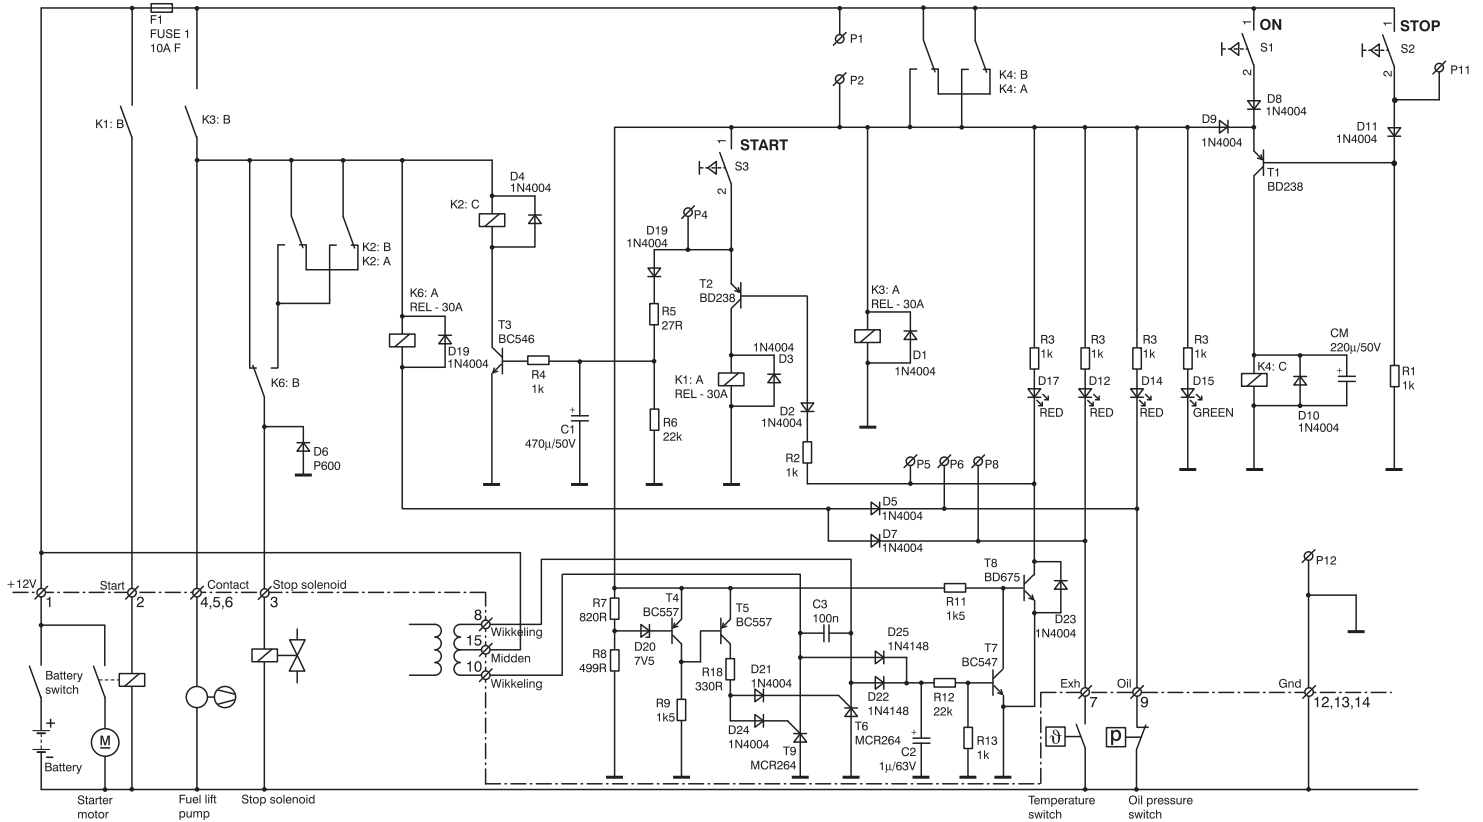 F1
FUSE 1
10A F
K1: B
K3: B
P1
P2
K4: B
K4: A
1
ON
S1
2
1
STOP
S2
2
P11
D8
1N4004
D9
1N4004
D11
1N4004
T1
BD238
1
START
S3
2
D4
1N4004
K2: C
P4
D19
1N4004
K2: B
K2: A
T2
BD238
K6: A
REL - 30A
D19
1N4004
T3
BC546
R5
27R
K3: A
REL - 30A
D1
1N4004
R3
1k
R3
1k
R3
1k
R3
1k
CM
220µ/50V
K6: B
R4
1k
1N4004
D3
K1: A
REL - 30A
D17
RED
D12
RED
D14
RED
D15
GREEN
K4: C
+
R1
1k
D10
1N4004
+
C1
470µ/50V
R6
22k
D2
1N4004
R2
1k
D6
P600
P5
P6
P8
D5
1N4004
D7
1N4004
P12
+12V
1
Start
2
Contact
4,5,6
Stop solenoid
3
8
Wikkeling
15
Midden
10
Wikkeling
R7
820R
T4
BC557
T5
BC557
C3
100n
R11
1k5
T8
BD675
D23
1N4004
D20
7V5
R8
499R
R18
330R
D25
1N4148
T7
BC547
D21
1N4004
D22
1N4148
R12
22k
R9
1k5
D24
1N4004
T9
MCR264
T6
MCR264
+
C2
1µ/63V
R13
1k
Exh
7
Oil
9
Gnd
12,13,14
ϑ
p
Battery
switch
+
-
Battery
M
Starter
motor
Fuel lift
pump
Stop solenoid
Temperature
switch
Oil pressure
switch